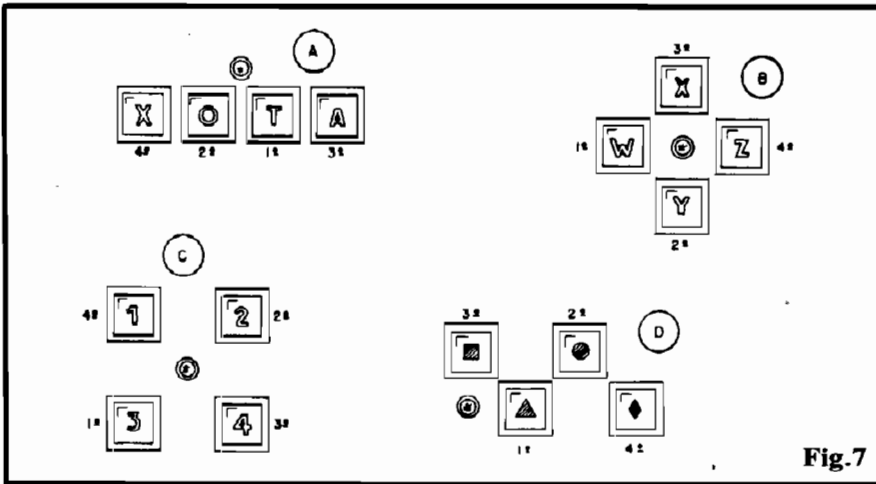 A
X O T A
4º 2º 1º 3º
B
3º
X
1º W Z 4º
Y
2º
C
4º 1 2 2º
1º 3 4 3º
D
3º 2º
1º 4º
Fig.7